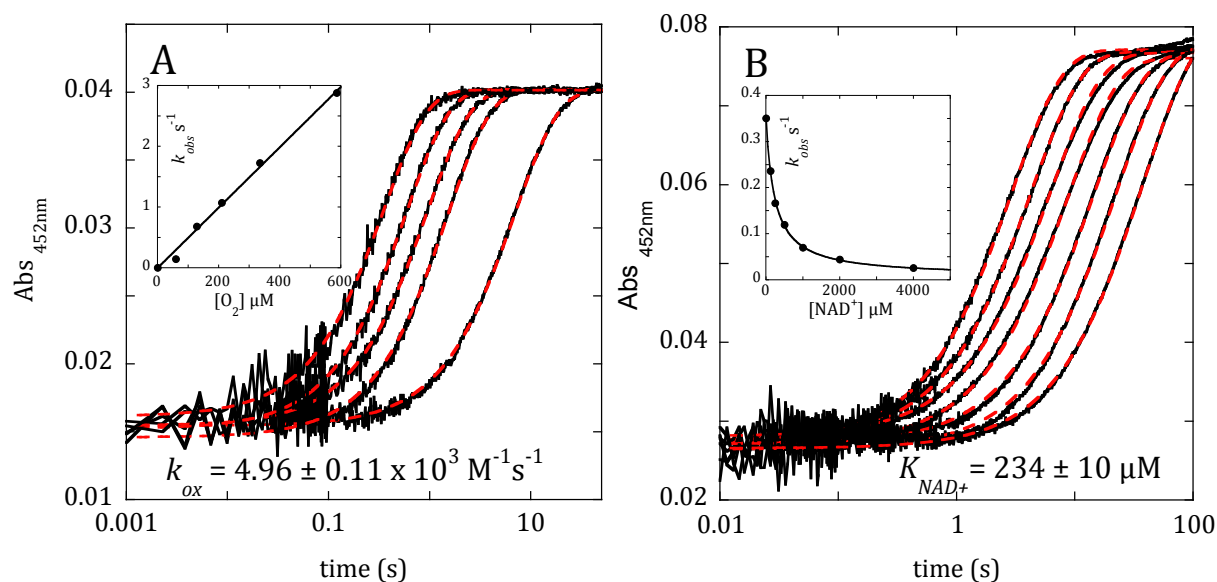 A
0.04
0.03
0.02
0.01
Abs 452nm
0.001
0.1
10
time (s)
3
2
1
0
k_obs s⁻¹
0 200 400 600
[O₂] µM
k_ox = 4.96 ± 0.11 x 10³ M⁻¹s⁻¹
B
0.08
0.06
0.04
0.02
Abs 452nm
0.01
1
100
time (s)
0.4
0.3
0.2
0.1
0
k_obs s⁻¹
0 2000 4000
[NAD⁺] µM
K_NAD+ = 234 ± 10 µM